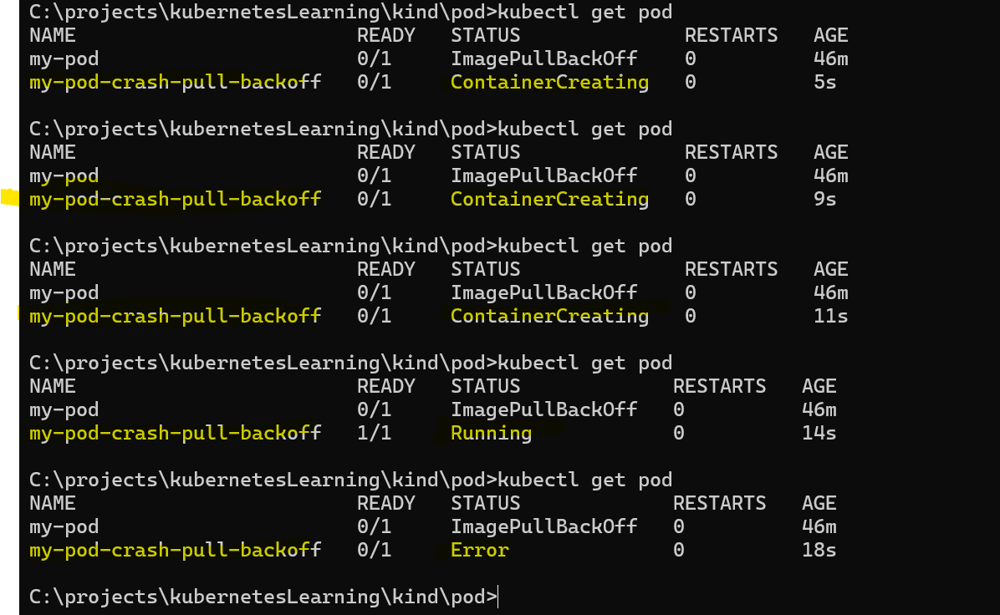 C:\projects\kubernetesLearning\kind\pod>kubectl get pod
NAME READY STATUS RESTARTS AGE
my-pod 0/1 ImagePullBackOff 0 46m
my-pod-crash-pull-backoff 0/1 ContainerCreating 0 5s
C:\projects\kubernetesLearning\kind\pod>kubectl get pod
NAME READY STATUS RESTARTS AGE
my-pod 0/1 ImagePullBackOff 0 46m
my-pod-crash-pull-backoff 0/1 ContainerCreating 0 9s
C:\projects\kubernetesLearning\kind\pod>kubectl get pod
NAME READY STATUS RESTARTS AGE
my-pod 0/1 ImagePullBackOff 0 46m
my-pod-crash-pull-backoff 0/1 ContainerCreating 0 11s
C:\projects\kubernetesLearning\kind\pod>kubectl get pod
NAME READY STATUS RESTARTS AGE
my-pod 0/1 ImagePullBackOff 0 46m
my-pod-crash-pull-backoff 1/1 Running 0 14s
C:\projects\kubernetesLearning\kind\pod>kubectl get pod
NAME READY STATUS RESTARTS AGE
my-pod 0/1 ImagePullBackOff 0 46m
my-pod-crash-pull-backoff 0/1 Error 0 18s
C:\projects\kubernetesLearning\kind\pod>